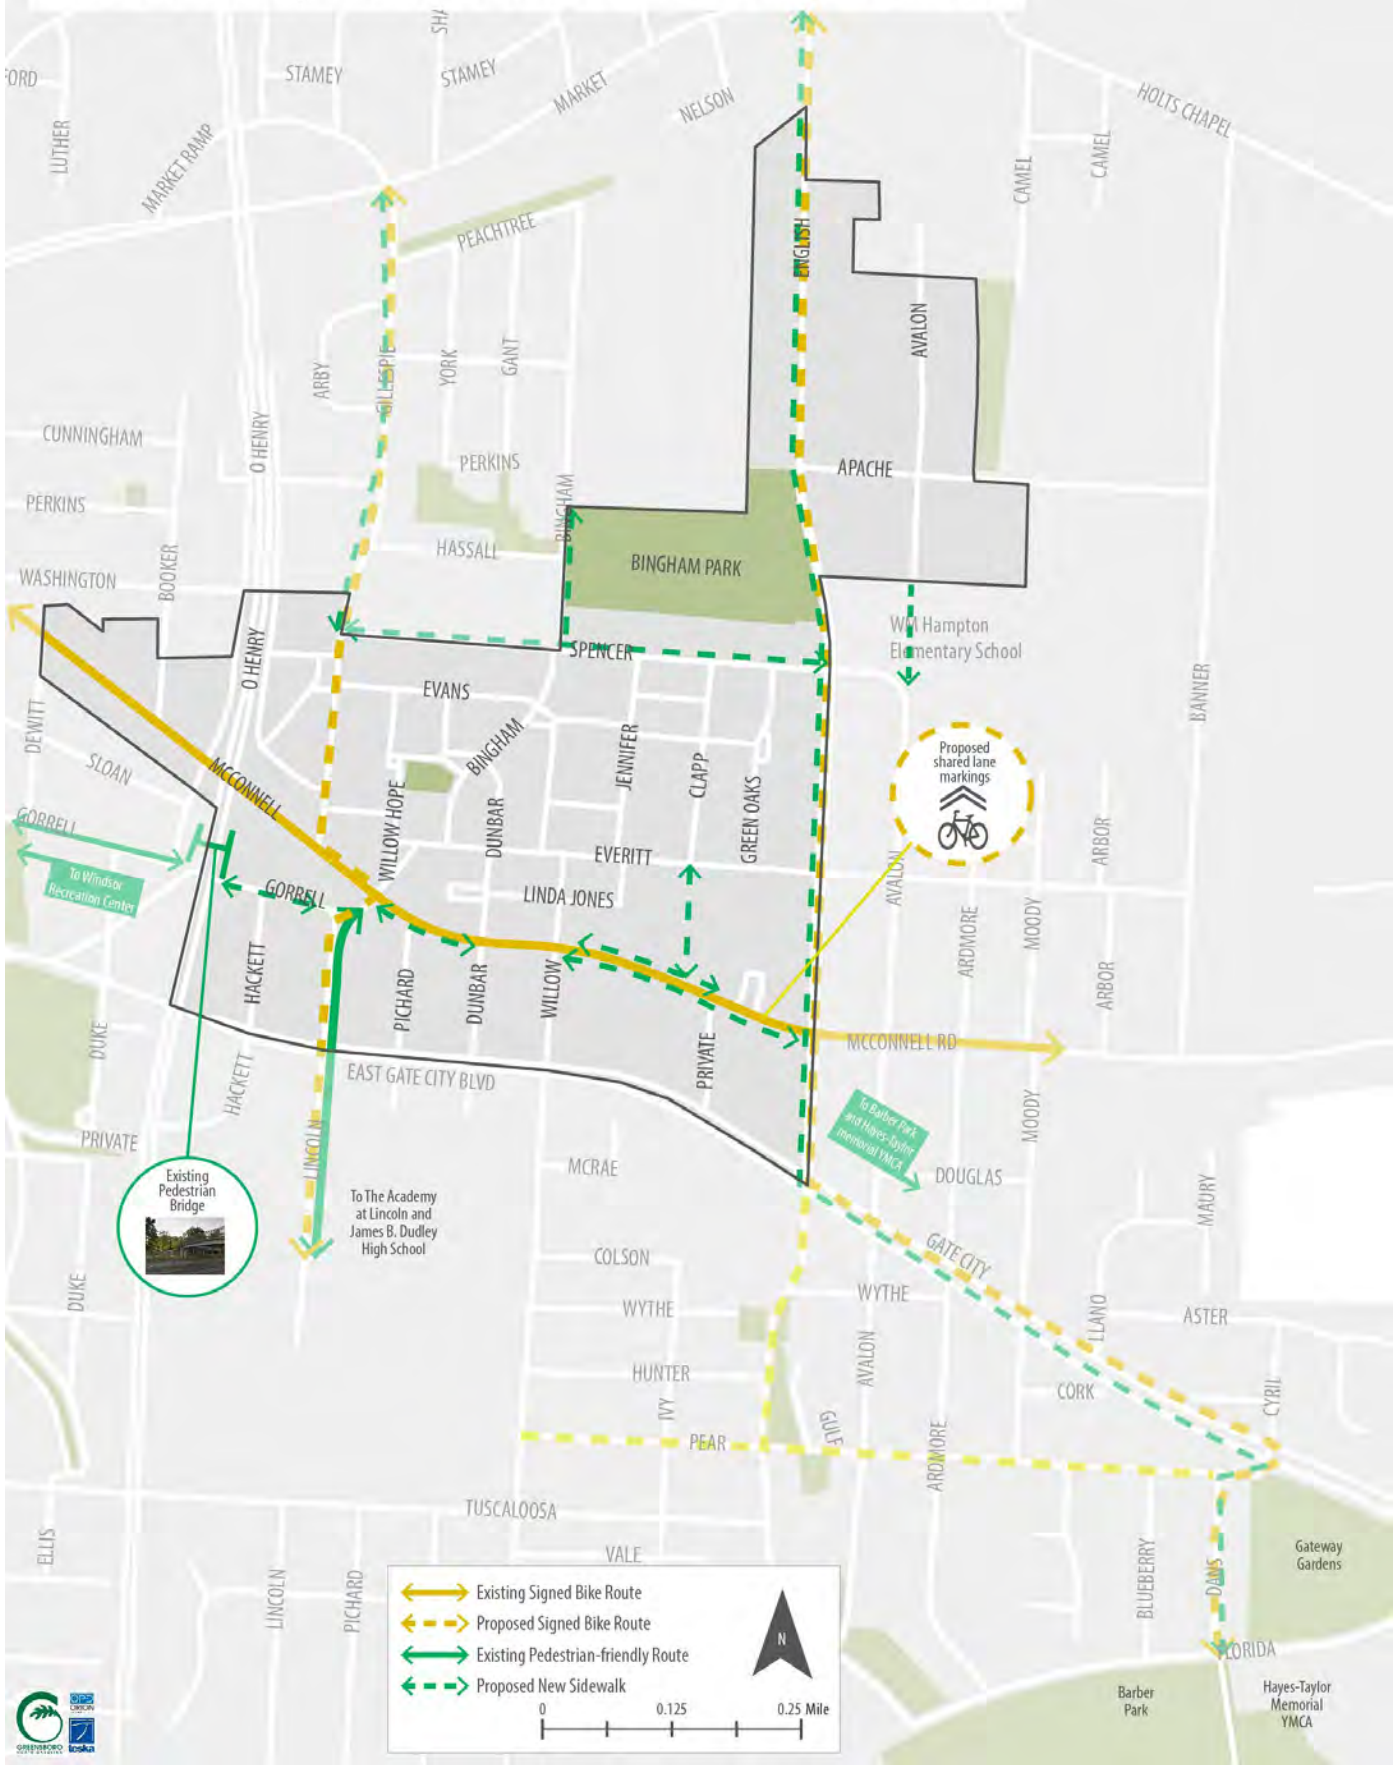 SHA
FORD
STAMEY
STAMEY
MARKET
NELSON
HOLTS CHAPEL
LUTHER
MARKET RAMP
CAMEL
CAMEL
PEACHTREE
ENGLISH
AVALON
ARBY
GILLESPIE
YORK
GANT
CUNNINGHAM
O HENRY
PERKINS
APACHE
PERKINS
BINGHAM
HASSALL
BINGHAM PARK
WASHINGTON
BOOKER
WM Hampton
Elementary School
O HENRY
SPENCER
EVANS
BANNER
DEWITT
SLOAN
BINGHAM
JENNIFER
CLAPP
Proposed
shared lane
markings
MCCONNELL
WILLOW HOPE
DUNBAR
GREEN OAKS
GORRELL
EVERITT
ARBOR
To Windsor
Recreation Center
GORRELL
LINDA JONES
AVALON
ARDMORE
MOODY
HACKETT
PICHARD
DUNBAR
WILLOW
ARBOR
DUKE
PRIVATE
MCCONNELL RD
HACKETT
EAST GATE CITY BLVD
To Barber Park
and Hayes-Taylor
Memorial YMCA
MOODY
PRIVATE
LINCOLN
MCRAE
DOUGLAS
MAURY
Existing
Pedestrian
Bridge
To The Academy
at Lincoln and
James B. Dudley
High School
COLSON
GATE CITY
DUKE
WYTHE
WYTHE
LLANO
ASTER
HUNTER
AVALON
CORK
CYRIL
IVY
PEAR
GULF
ARDMORE
TUSCALOOSA
ELLIS
VALE
Gateway
Gardens
LINCOLN
PICHARD
BLUEBERRY
DANS
FLORIDA
Existing Signed Bike Route
Proposed Signed Bike Route
Existing Pedestrian-friendly Route
Proposed New Sidewalk
N
0 0.125 0.25 Mile
Barber
Park
Hayes-Taylor
Memorial
YMCA
GREENSBORO
teska